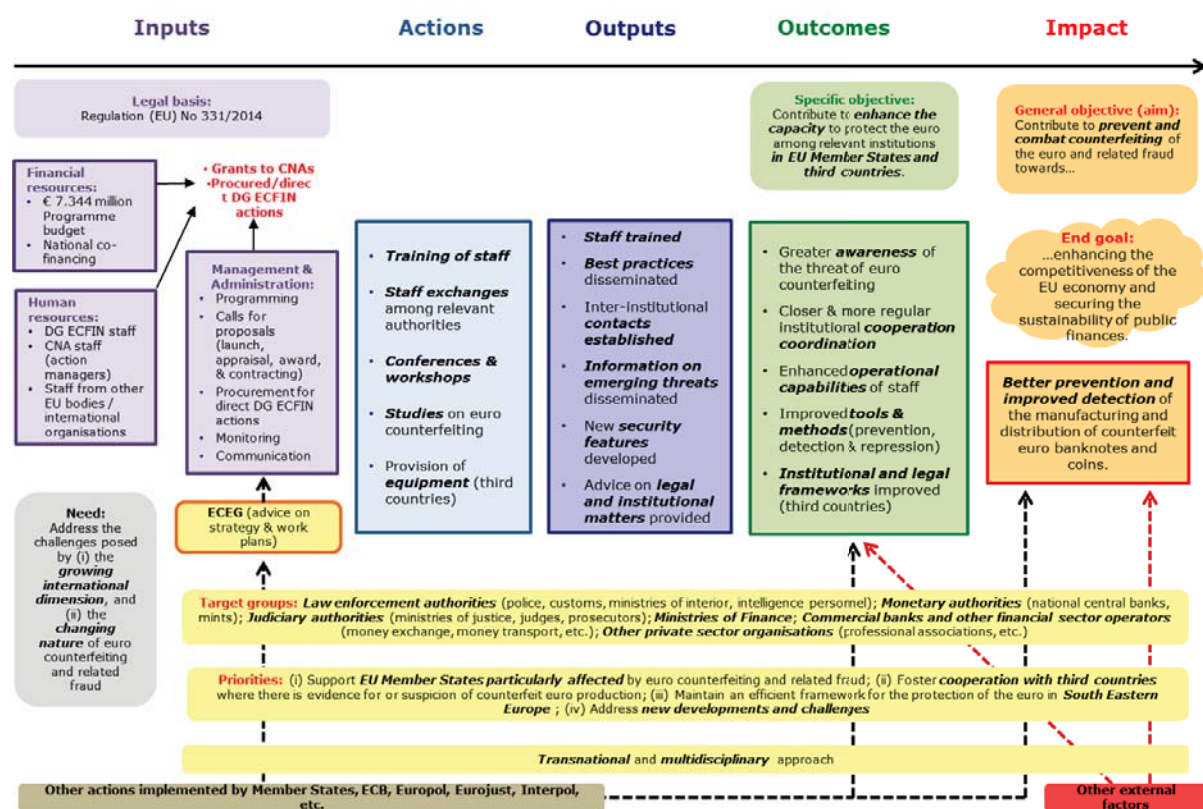 Inputs
Actions
Outputs
Outcomes
Impact
Legal basis:
Regulation (EU) No 331/2014
Specific objective:
Contribute to enhance the
capacity to protect the euro
among relevant institutions
in EU Member States and
third countries.
General objective (aim):
Contribute to prevent and
combat counterfeiting of
the euro and related fraud
towards...
Financial
resources:
• € 7.344 million
Programme
budget
• National co-
financing
• Grants to CNAs
•Procured/direc
t DG ECFIN
actions
Human
resources:
• DG ECFIN staff
• CNA staff
(action
managers)
• Staff from other
EU bodies /
international
organisations
Management &
Administration:
• Programming
• Calls for
proposals
(launch,
appraisal, award,
& contracting)
• Procurement for
direct DG ECFIN
actions
• Monitoring
• Communication
• Training of staff
• Staff exchanges
among relevant
authorities
• Conferences &
workshops
• Studies on euro
counterfeiting
• Provision of
equipment (third
countries)
• Staff trained
• Best practices
disseminated
• Inter-institutional
contacts
established
• Information on
emerging threats
disseminated
• New security
features
developed
• Advice on legal
and institutional
matters provided
• Greater awareness of
the threat of euro
counterfeiting
• Closer & more regular
institutional cooperation
coordination
• Enhanced operational
capabilities of staff
• Improved tools &
methods (prevention,
detection & repression)
• Institutional and legal
frameworks improved
(third countries)
End goal:
...enhancing the
competitiveness of the
EU economy and
securing the
sustainability of public
finances.
Better prevention and
improved detection of
the manufacturing and
distribution of counterfeit
euro banknotes and
coins.
Need:
Address the
challenges posed
by (i) the
growing
international
dimension, and
(ii) the
changing
nature of euro
counterfeiting
and related
fraud
ECEG (advice on
strategy & work
plans)
Target groups: Law enforcement authorities (police, customs, ministries of interior, intelligence personnel); Monetary authorities (national central banks,
mints); Judiciary authorities (ministries of justice, judges, prosecutors); Ministries of Finance; Commercial banks and other financial sector operators
(money exchange, money transport, etc.); Other private sector organisations (professional associations, etc.)
Priorities: (i) Support EU Member States particularly affected by euro counterfeiting and related fraud; (ii) Foster cooperation with third countries
where there is evidence for or suspicion of counterfeit euro production; (iii) Maintain an efficient framework for the protection of the euro in South Eastern
Europe ; (iv) Address new developments and challenges
Transnational and multidisciplinary approach
Other actions implemented by Member States, ECB, Europol, Eurojust, Interpol,
etc.
Other external
factors